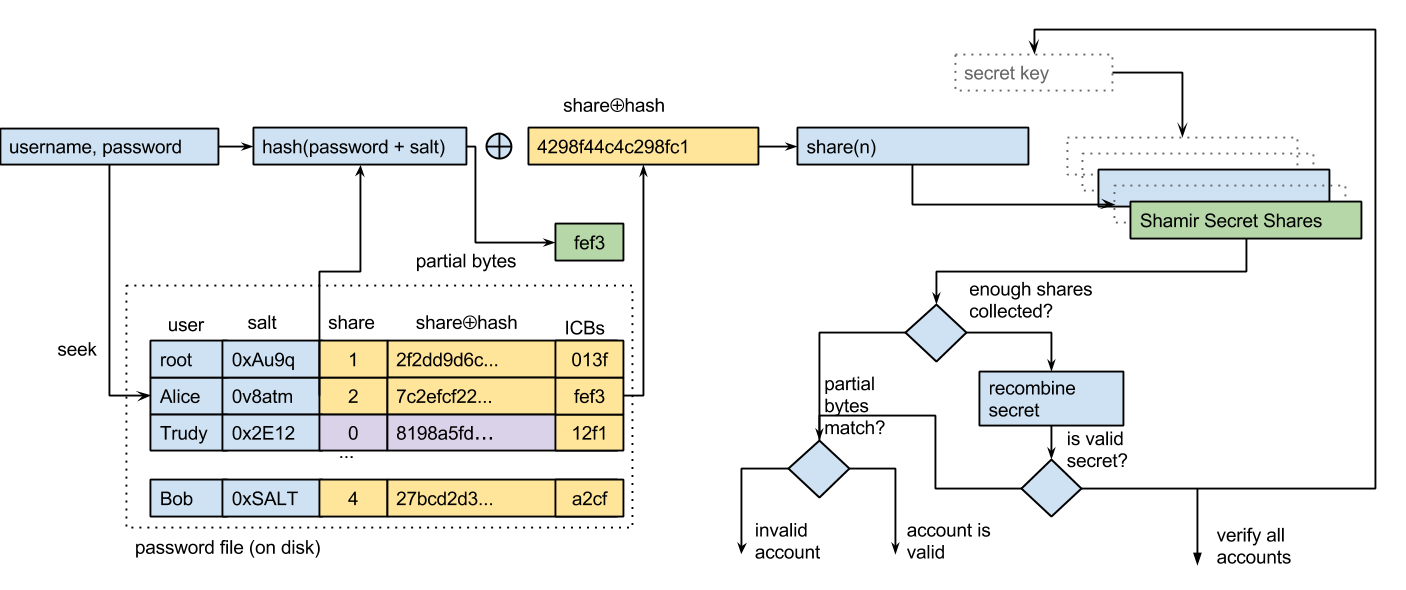 secret key
share⊕hash
username, password
hash(password + salt)
4298f44c4c298fc1
share(n)
Shamir Secret Shares
fef3
partial bytes
enough shares
collected?
user salt share share⊕hash ICBs
seek
root 0xAu9q 1 2f2dd9d6c... 013f
Alice 0v8atm 2 7c2efcf22... fef3
Trudy 0x2E12 0 8198a5fd... 12f1
...
Bob 0xSALT 4 27bcd2d3... a2cf
password file (on disk)
partial
bytes
match?
recombine
secret
is valid
secret?
invalid
account
account is
valid
verify all
accounts